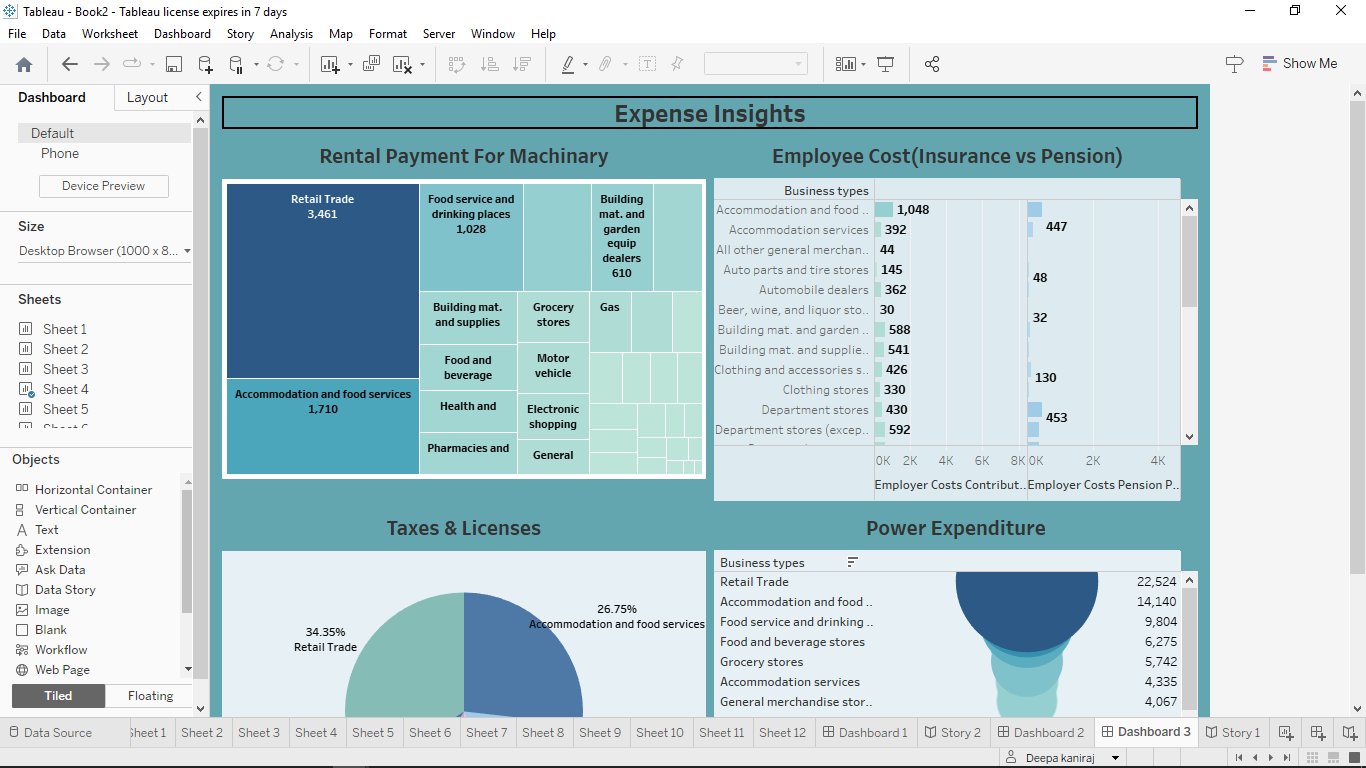 Tableau - Book2 - Tableau license expires in 7 days
File Data Worksheet Dashboard Story Analysis Map Format Server Window Help
Show Me
Dashboard Layout
Default
Phone
Device Preview
Size
Desktop Browser (1000 x 8...
Sheets
Sheet 1
Sheet 2
Sheet 3
Sheet 4
Sheet 5
Objects
Horizontal Container
Vertical Container
Text
Extension
Ask Data
Data Story
Image
Blank
Workflow
Web Page
Tiled Floating
Expense Insights
Rental Payment For Machinary
Retail Trade
3,461
Accommodation and food services
1,710
Food service and
drinking places
1,028
Building
mat. and
garden
equip
dealers
610
Building mat.
and supplies
Food and
beverage
Health and
Pharmacies and
Grocery
stores
Motor
vehicle
Electronic
shopping
General
Gas
Employee Cost(Insurance vs Pension)
Business types
Accommodation and food .. 1,048
Accommodation services 392 447
All other general merchan.. 44
Auto parts and tire stores 145 48
Automobile dealers 362
Beer, wine, and liquor sto.. 30 32
Building mat. and garden .. 588
Building mat. and supplie.. 541
Clothing and accessories s.. 426 130
Clothing stores 330
Department stores 430 453
Department stores (excep.. 592
0K 2K 4K 6K 8K 0K 2K 4K
Employer Costs Contribut.. Employer Costs Pension P..
Taxes & Licenses
26.75%
Accommodation and food services
34.35%
Retail Trade
Power Expenditure
Business types
Retail Trade 22,524
Accommodation and food .. 14,140
Food service and drinking .. 9,804
Food and beverage stores 6,275
Grocery stores 5,742
Accommodation services 4,335
General merchandise stor.. 4,067
Data Source Sheet 1 Sheet 2 Sheet 3 Sheet 4 Sheet 5 Sheet 6 Sheet 7 Sheet 8 Sheet 9 Sheet 10 Sheet 11 Sheet 12 Dashboard 1 Story 2 Dashboard 2 Dashboard 3 Story 1
Deepa kaniraj